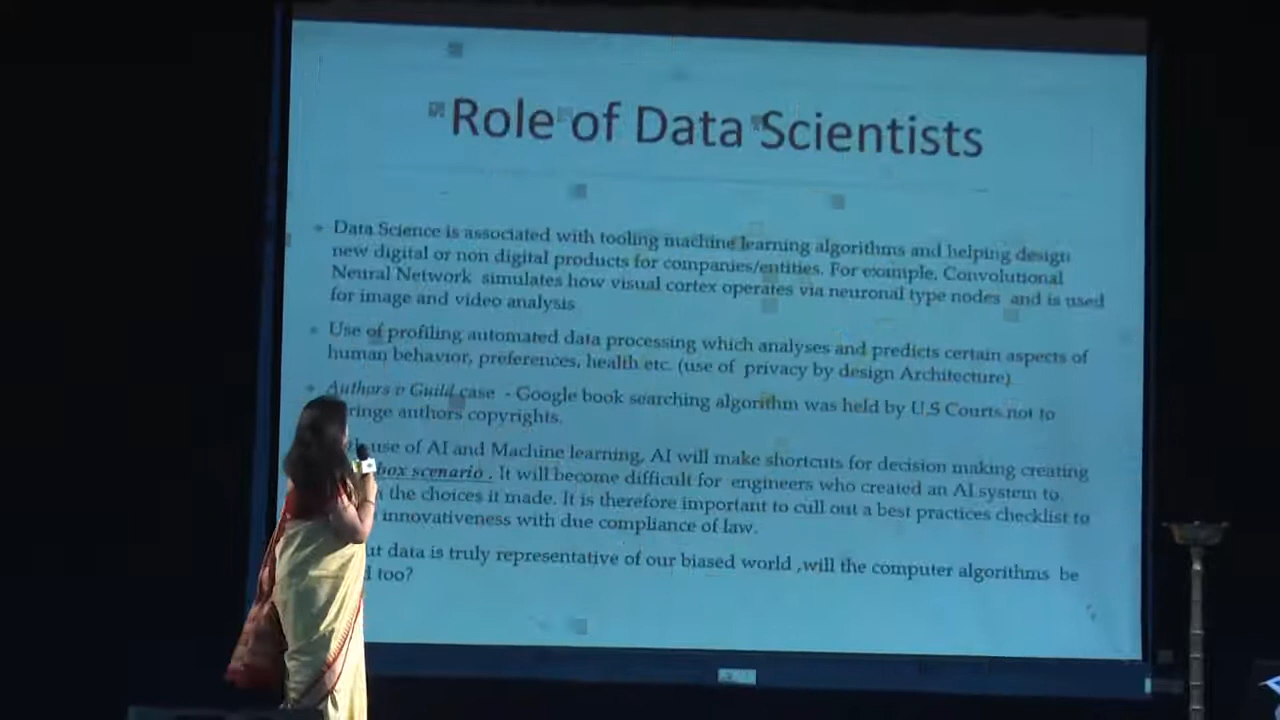 Role of Data Scientists
Data Science is associated with tooling machine learning algorithms and helping design
new digital or non digital products for companies/entities. For example, Convolutional
Neural Network simulates how visual cortex operates via neuronal type nodes and is used
for image and video analysis
Use of profiling automated data processing which analyses and predicts certain aspects of
human behavior, preferences, health etc. (use of privacy by design Architecture)
Authors v Guild case - Google book searching algorithm was held by U.S Courts not to
ringe authors copyrights.
use of AI and Machine learning, AI will make shortcuts for decision making creating
box scenario . It will become difficult for engineers who created an AI system to
the choices it made. It is therefore important to cull out a best practices checklist to
innovativeness with due compliance of law.
ut data is truly representative of our biased world ,will the computer algorithms be
too?